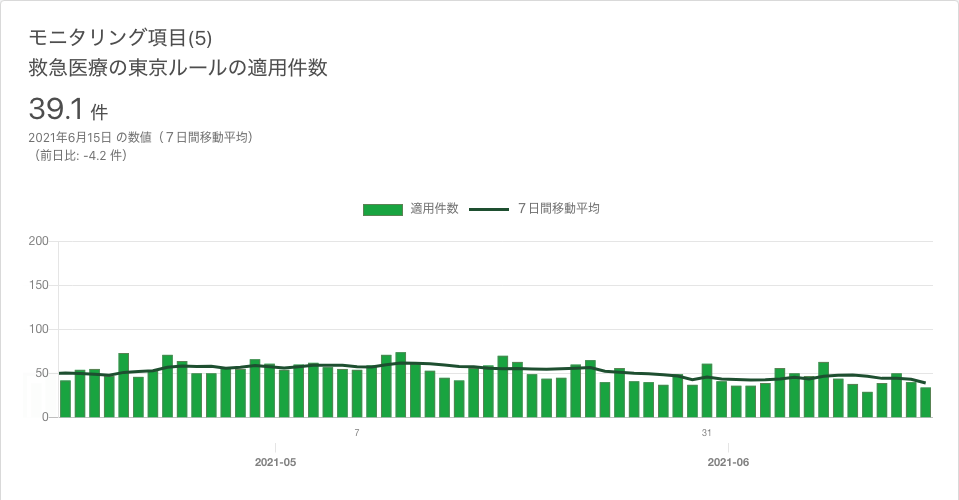 モニタリング項目(5)
救急医療の東京ルールの適用件数
39.1 件
2021年6月15日 の数値（７日間移動平均）
（前日比: -4.2 件）
適用件数 ７日間移動平均
200
150
100
50
0
7 31
2021-05 2021-06